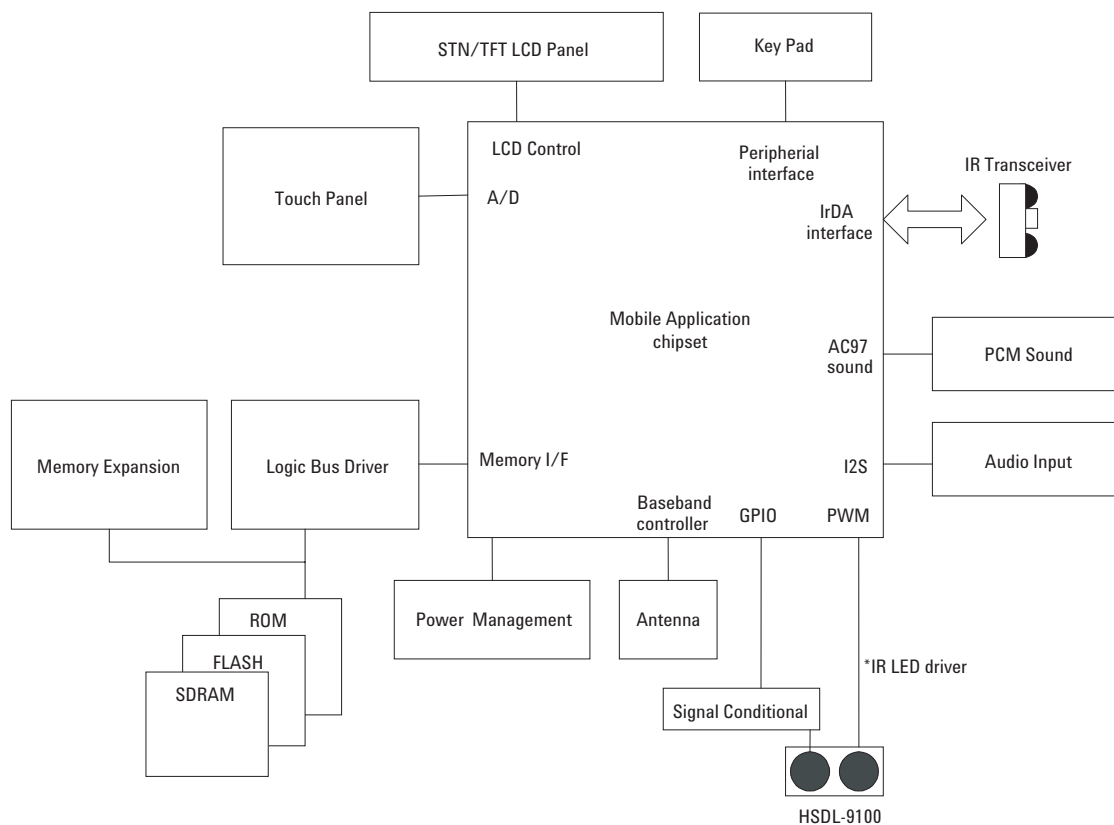 STN/TFT LCD Panel
Key Pad
LCD Control
Peripherial
interface
IR Transceiver
Touch Panel
A/D
IrDA
interface
Mobile Application
chipset
AC97
sound
PCM Sound
Memory Expansion
Logic Bus Driver
Memory I/F
I2S
Audio Input
Baseband
controller
GPIO
PWM
Power Management
Antenna
ROM
FLASH
SDRAM
*IR LED driver
Signal Conditional
HSDL-9100